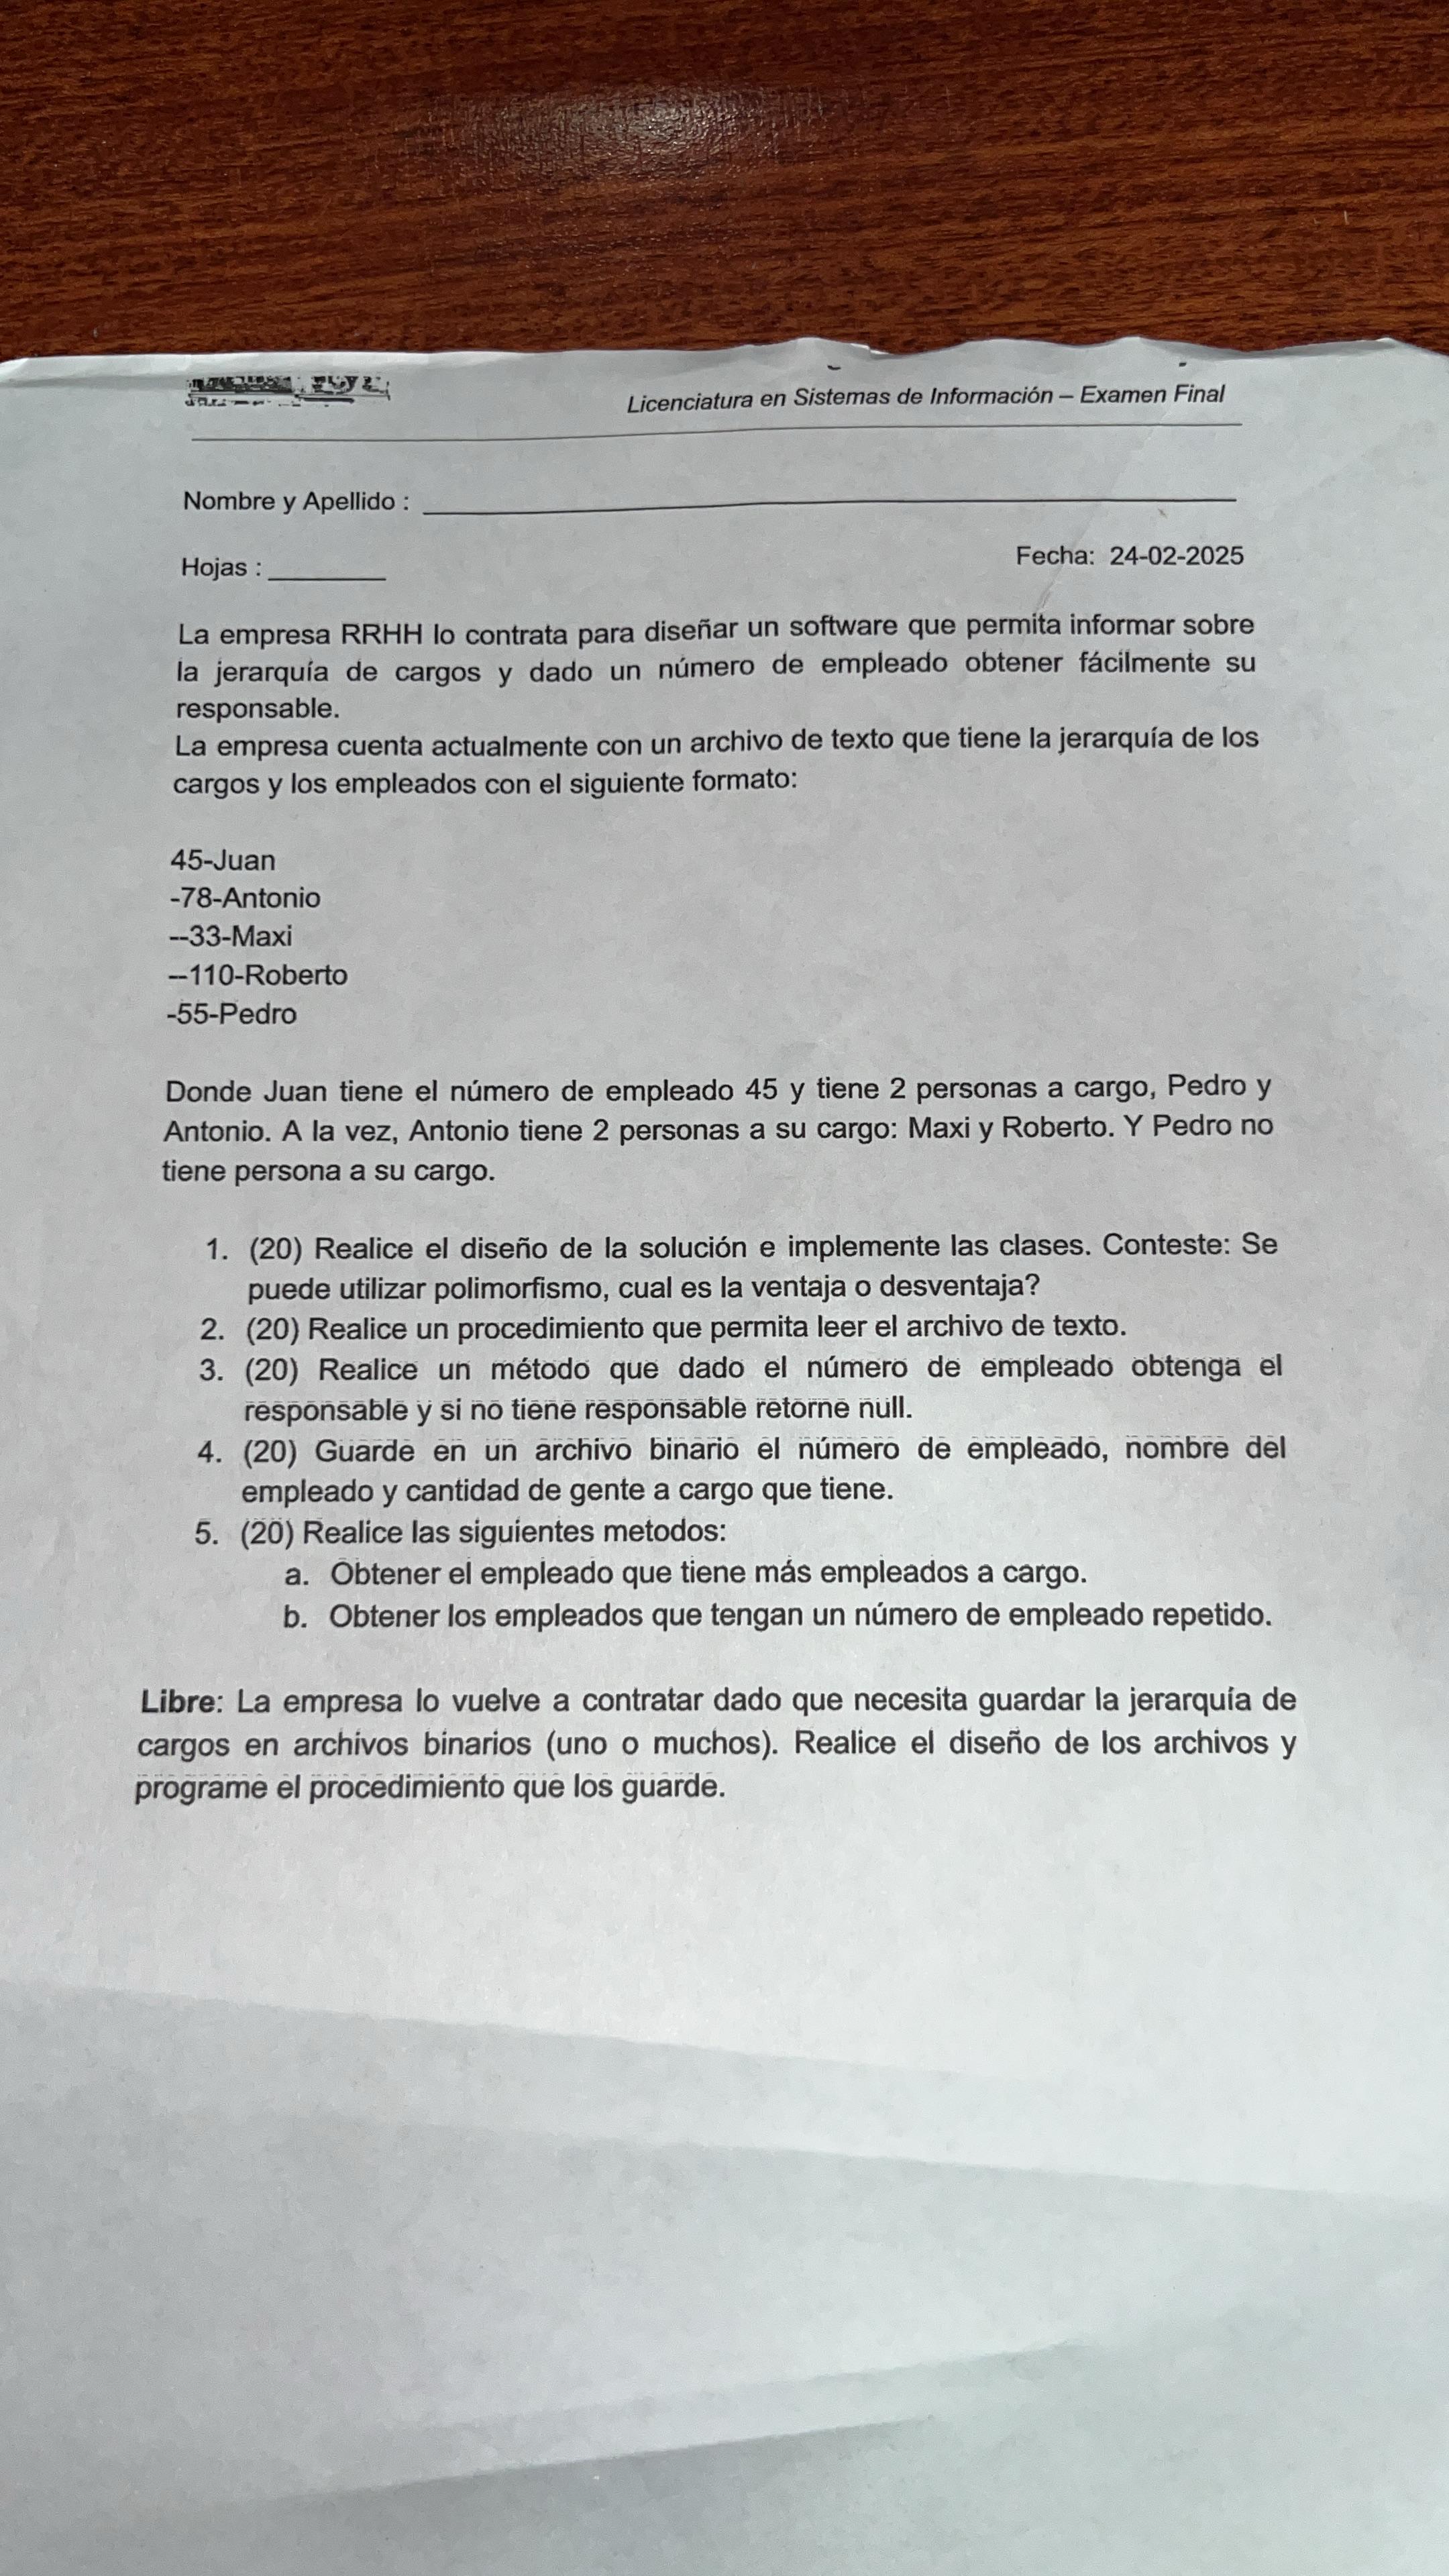 Licenciatura en Sistemas de Información – Examen Final
Nombre y Apellido :
Hojas :
Fecha: 24-02-2025
La empresa RRHH lo contrata para diseñar un software que permita informar sobre
la jerarquía de cargos y dado un número de empleado obtener fácilmente su
responsable.
La empresa cuenta actualmente con un archivo de texto que tiene la jerarquía de los
cargos y los empleados con el siguiente formato:
45-Juan
-78-Antonio
--33-Maxi
--110-Roberto
-55-Pedro
Donde Juan tiene el número de empleado 45 y tiene 2 personas a cargo, Pedro y
Antonio. A la vez, Antonio tiene 2 personas a su cargo: Maxi y Roberto. Y Pedro no
tiene persona a su cargo.
1. (20) Realice el diseño de la solución e implemente las clases. Conteste: Se
puede utilizar polimorfismo, cual es la ventaja o desventaja?
2. (20) Realice un procedimiento que permita leer el archivo de texto.
3. (20) Realice un método que dado el número de empleado obtenga el
responsable y si no tiene responsable retorne null.
4. (20) Guarde en un archivo binario el número de empleado, nombre del
empleado y cantidad de gente a cargo que tiene.
5. (20) Realice las siguientes metodos:
a. Obtener el empleado que tiene más empleados a cargo.
b. Obtener los empleados que tengan un número de empleado repetido.
Libre: La empresa lo vuelve a contratar dado que necesita guardar la jerarquía de
cargos en archivos binarios (uno o muchos). Realice el diseño de los archivos y
programe el procedimiento que los guarde.